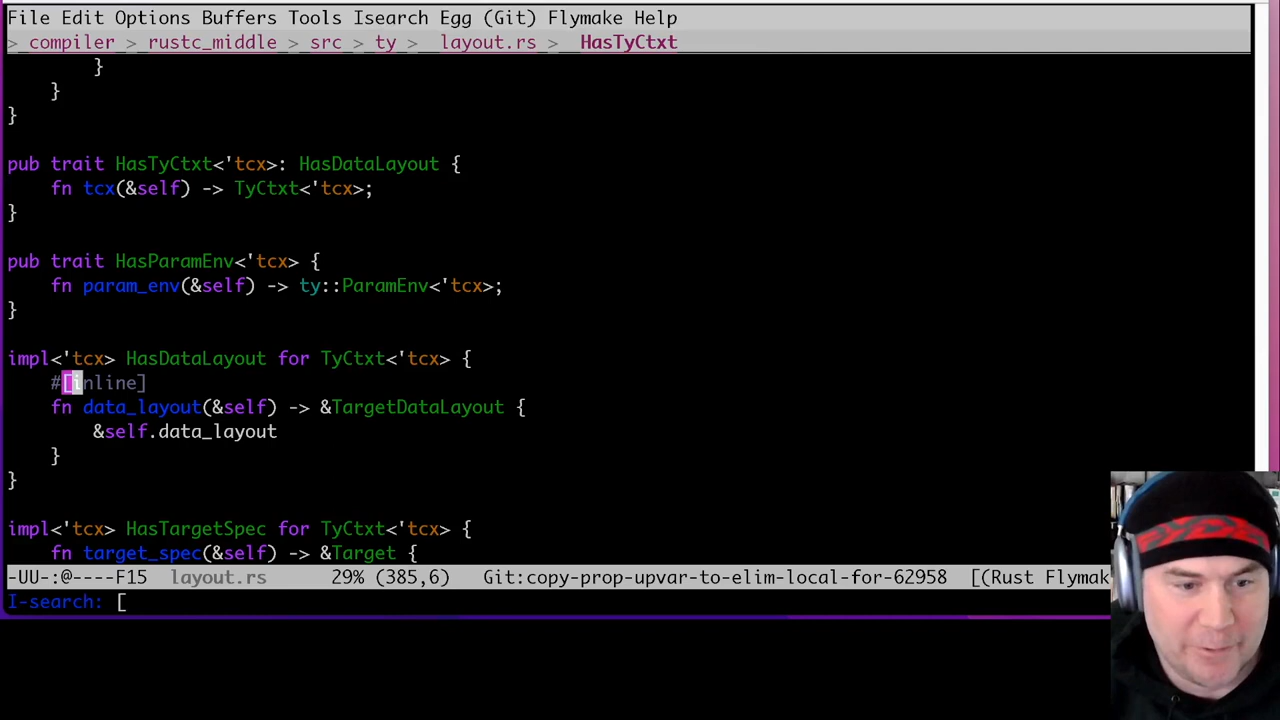 File Edit Options Buffers Tools Isearch Egg (Git) Flymake Help
> compiler > rustc_middle > src > ty > layout.rs > HasTyCtxt
        }
    }
}
pub trait HasTyCtxt<'tcx>: HasDataLayout {
    fn tcx(&self) -> TyCtxt<'tcx>;
}
pub trait HasParamEnv<'tcx> {
    fn param_env(&self) -> ty::ParamEnv<'tcx>;
}
impl<'tcx> HasDataLayout for TyCtxt<'tcx> {
    #[inline]
    fn data_layout(&self) -> &TargetDataLayout {
        &self.data_layout
    }
}
impl<'tcx> HasTargetSpec for TyCtxt<'tcx> {
    fn target_spec(&self) -> &Target {
-UU-:@----F15  layout.rs      29% (385,6)    Git:copy-prop-upvar-to-elim-local-for-62958  [(Rust Flymak
I-search: [